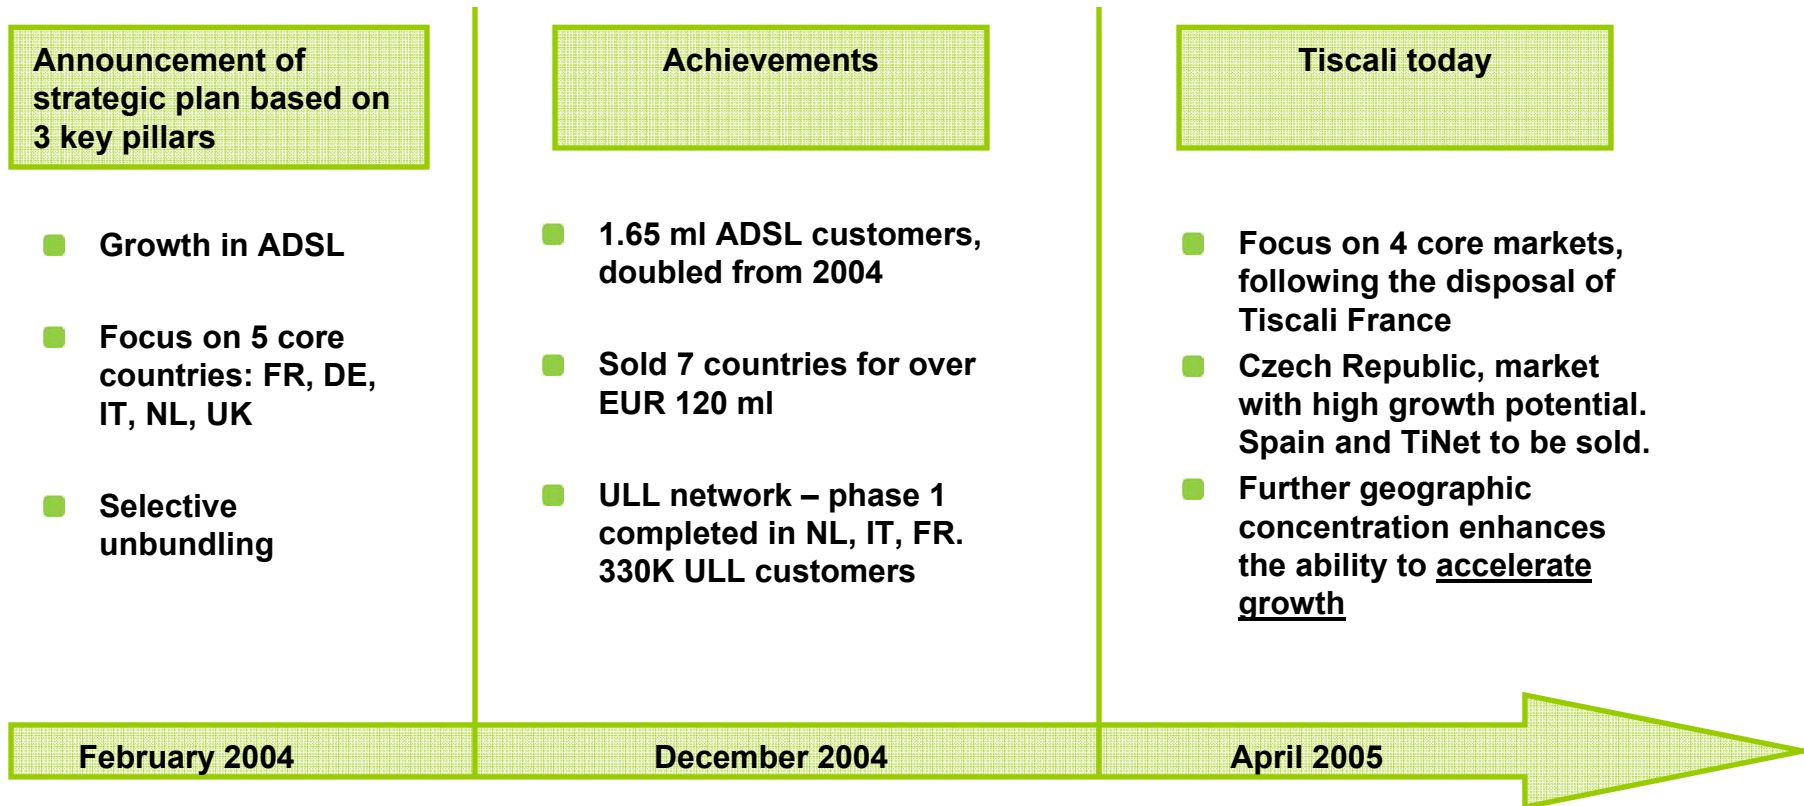 Announcement of
strategic plan based on
3 key pillars
Growth in ADSL
Focus on 5 core
countries: FR, DE,
IT, NL, UK
Selective
unbundling
February 2004
Achievements
1.65 ml ADSL customers,
doubled from 2004
Sold 7 countries for over
EUR 120 ml
ULL network – phase 1
completed in NL, IT, FR.
330K ULL customers
December 2004
Tiscali today
Focus on 4 core markets,
following the disposal of
Tiscali France
Czech Republic, market
with high growth potential.
Spain and TiNet to be sold.
Further geographic
concentration enhances
the ability to accelerate
growth
April 2005